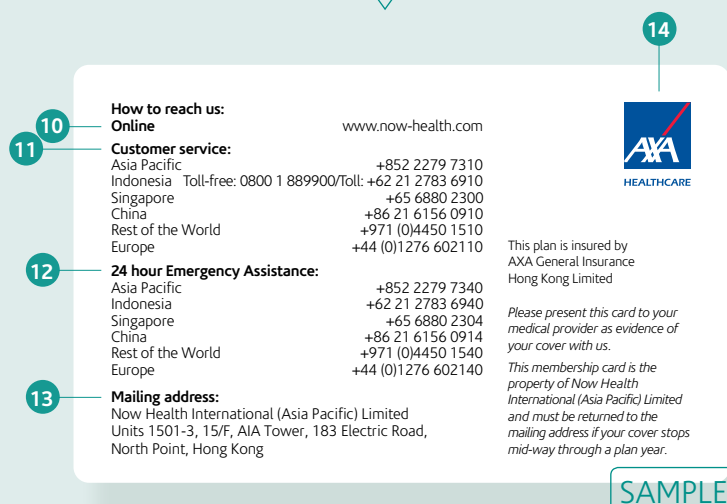 14
10
11
12
13
How to reach us:
Online www.now-health.com
Customer service:
Asia Pacific +852 2279 7310
Indonesia Toll-free: 0800 1 889900/Toll: +62 21 2783 6910
Singapore +65 6880 2300
China +86 21 6156 0910
Rest of the World +971 (0)4450 1510
Europe +44 (0)1276 602110
24 hour Emergency Assistance:
Asia Pacific +852 2279 7340
Indonesia +62 21 2783 6940
Singapore +65 6880 2304
China +86 21 6156 0914
Rest of the World +971 (0)4450 1540
Europe +44 (0)1276 602140
Mailing address:
Now Health International (Asia Pacific) Limited
Units 1501-3, 15/F, AIA Tower, 183 Electric Road,
North Point, Hong Kong
AXA
HEALTHCARE
This plan is insured by
AXA General Insurance
Hong Kong Limited
Please present this card to your
medical provider as evidence of
your cover with us.
This membership card is the
property of Now Health
International (Asia Pacific) Limited
and must be returned to the
mailing address if your cover stops
mid-way through a plan year.
SAMPLE